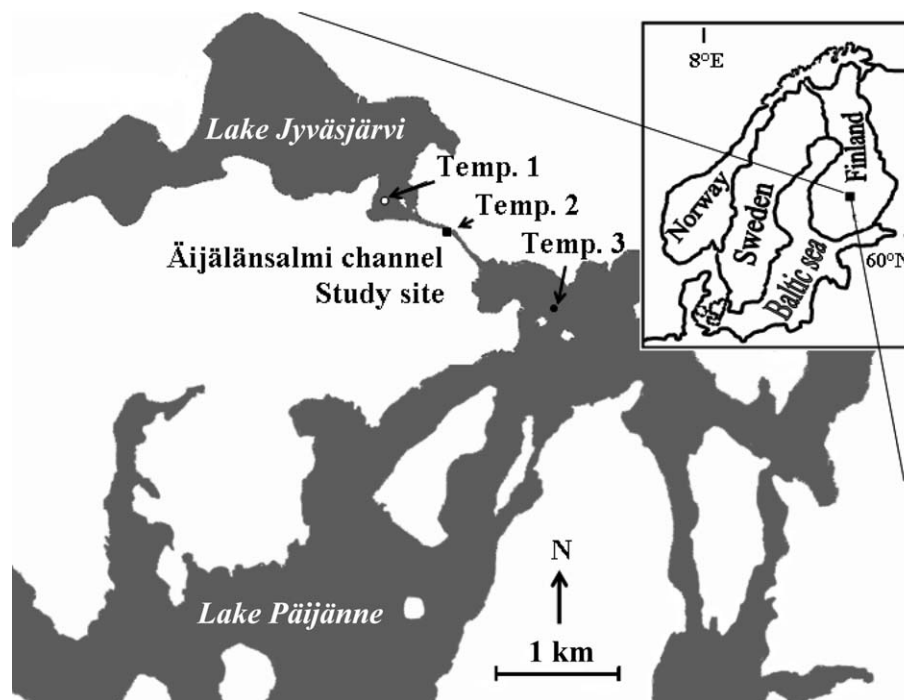 Lake Jyväsjärvi
Temp. 1
Temp. 2
Temp. 3
Äijälänsalmi channel
Study site
Lake Päijänne
N
1 km
8°E
Norway
Sweden
Finland
Baltic sea
60°N